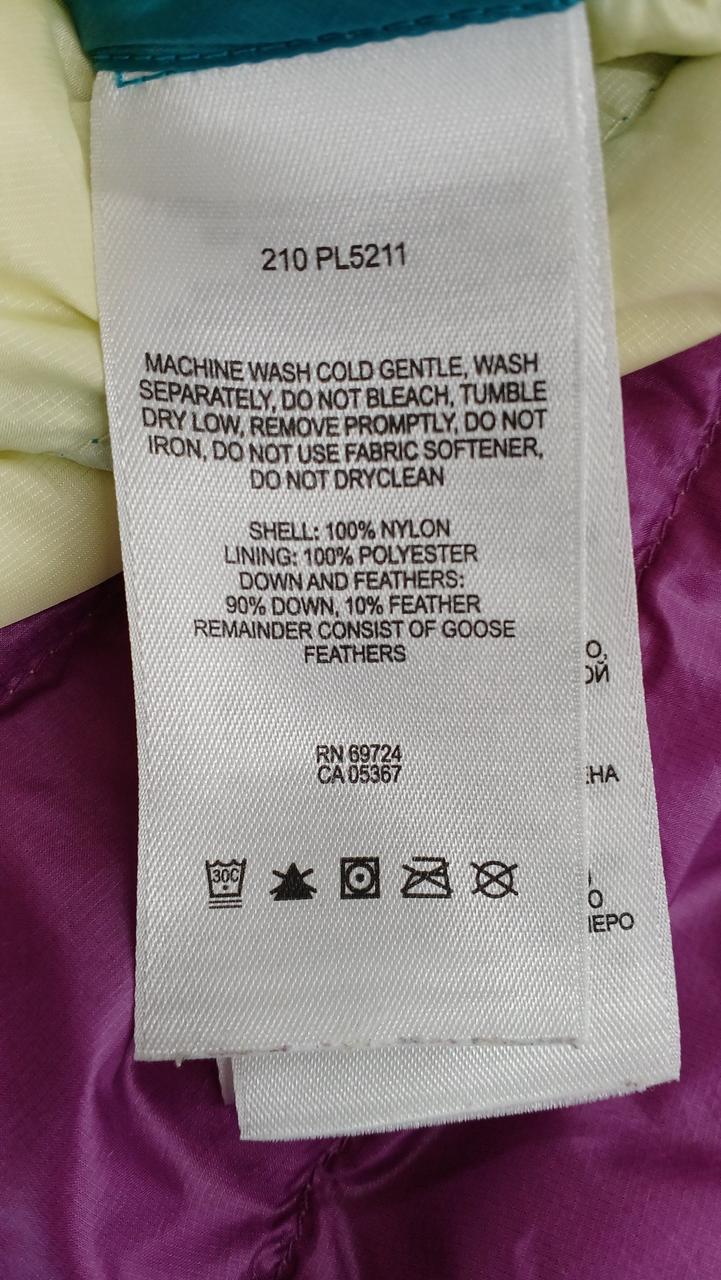 210 PL5211
MACHINE WASH COLD GENTLE, WASH
SEPARATELY, DO NOT BLEACH, TUMBLE
DRY LOW, REMOVE PROMPTLY, DO NOT
IRON, DO NOT USE FABRIC SOFTENER,
DO NOT DRYCLEAN
SHELL: 100% NYLON
LINING: 100% POLYESTER
DOWN AND FEATHERS:
90% DOWN, 10% FEATHER
REMAINDER CONSIST OF GOOSE
FEATHERS
RN 69724
CA 05367
30C